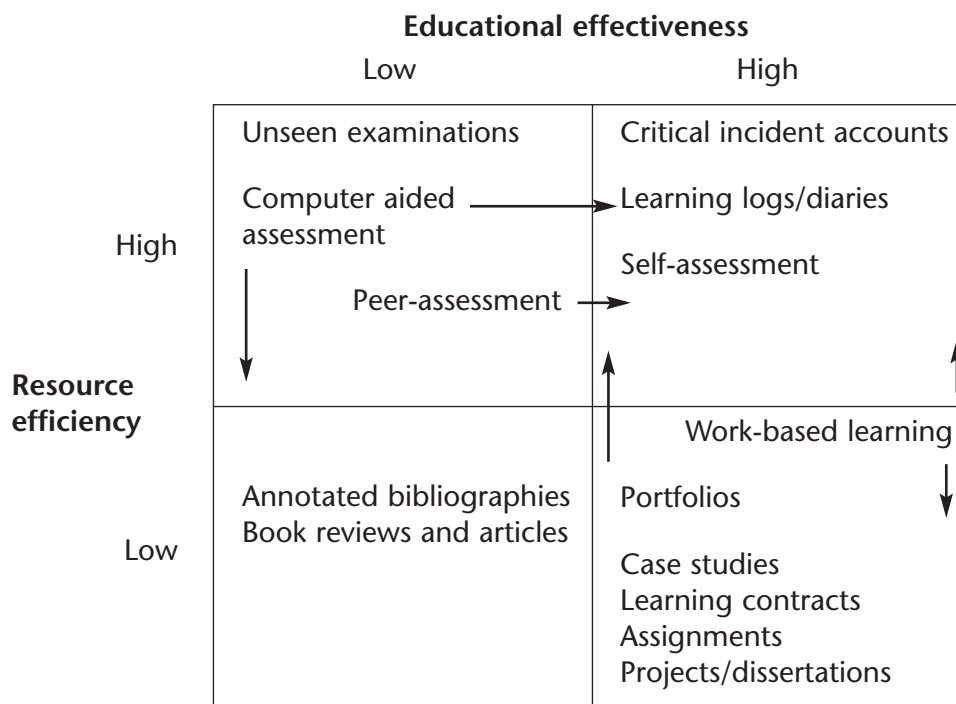 Educational effectiveness
Low
High
Unseen examinations
Critical incident accounts
Computer aided
assessment
Learning logs/diaries
High
Self-assessment
Peer-assessment
Resource
efficiency
Work-based learning
Annotated bibliographies
Book reviews and articles
Portfolios
Low
Case studies
Learning contracts
Assignments
Projects/dissertations